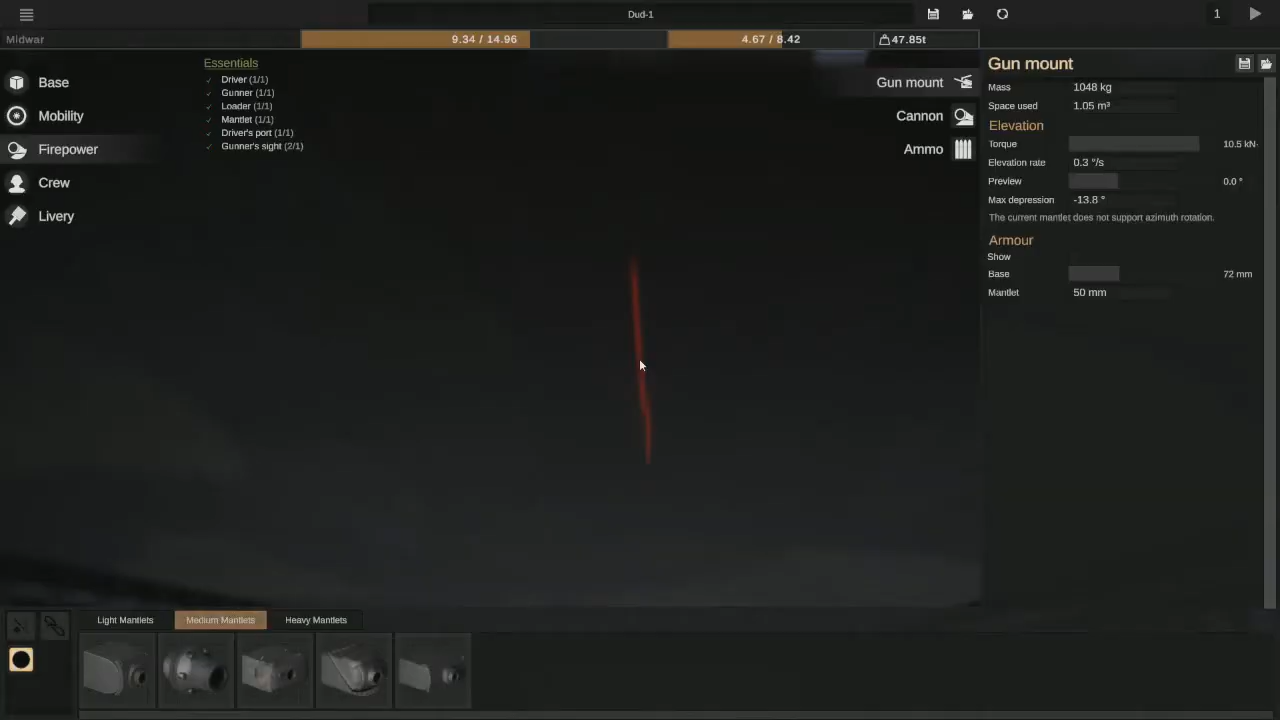 Dud-1
1
Midwar
9.34 / 14.96
4.67 / 8.42
47.85t
Base
Mobility
Firepower
Crew
Livery
Essentials
Driver (1/1)
Gunner (1/1)
Loader (1/1)
Mantlet (1/1)
Driver's port (1/1)
Gunner's sight (2/1)
Gun mount
Cannon
Ammo
Gun mount
Mass 1048 kg
Space used 1.05 m³
Elevation
Torque 10.5 kN
Elevation rate 0.3 °/s
Preview 0.0 °
Max depression -13.8 °
The current mantlet does not support azimuth rotation.
Armour
Show
Base 72 mm
Mantlet 50 mm
Light Mantlets
Medium Mantlets
Heavy Mantlets